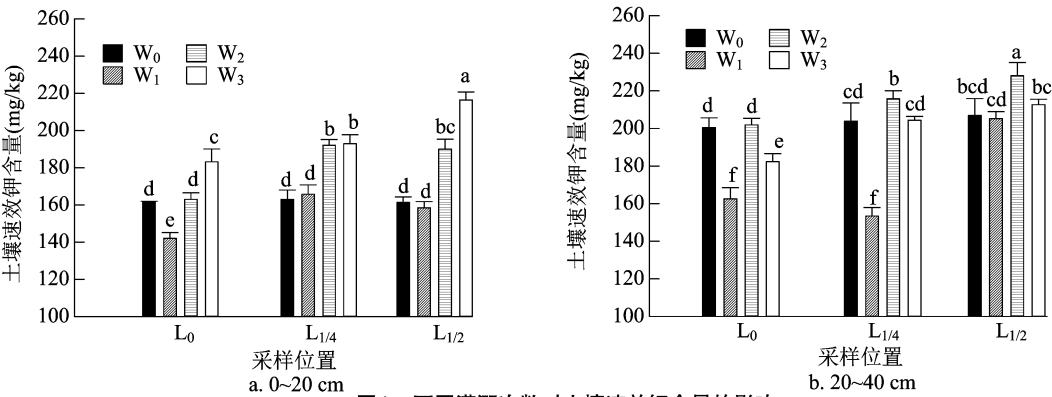 260
240
220
200
180
160
140
120
100
土壤速效钾含量(mg/kg)
W₀ W₂
W₁ W₃
d e d c
d d b b
d d bc a
L₀ L₁/₄ L₁/₂
采样位置
a. 0~20 cm
260
240
220
200
180
160
140
120
100
土壤速效钾含量(mg/kg)
W₀ W₂
W₁ W₃
d f d e
cd f b cd
bcd cd a bc
L₀ L₁/₄ L₁/₂
采样位置
b. 20~40 cm